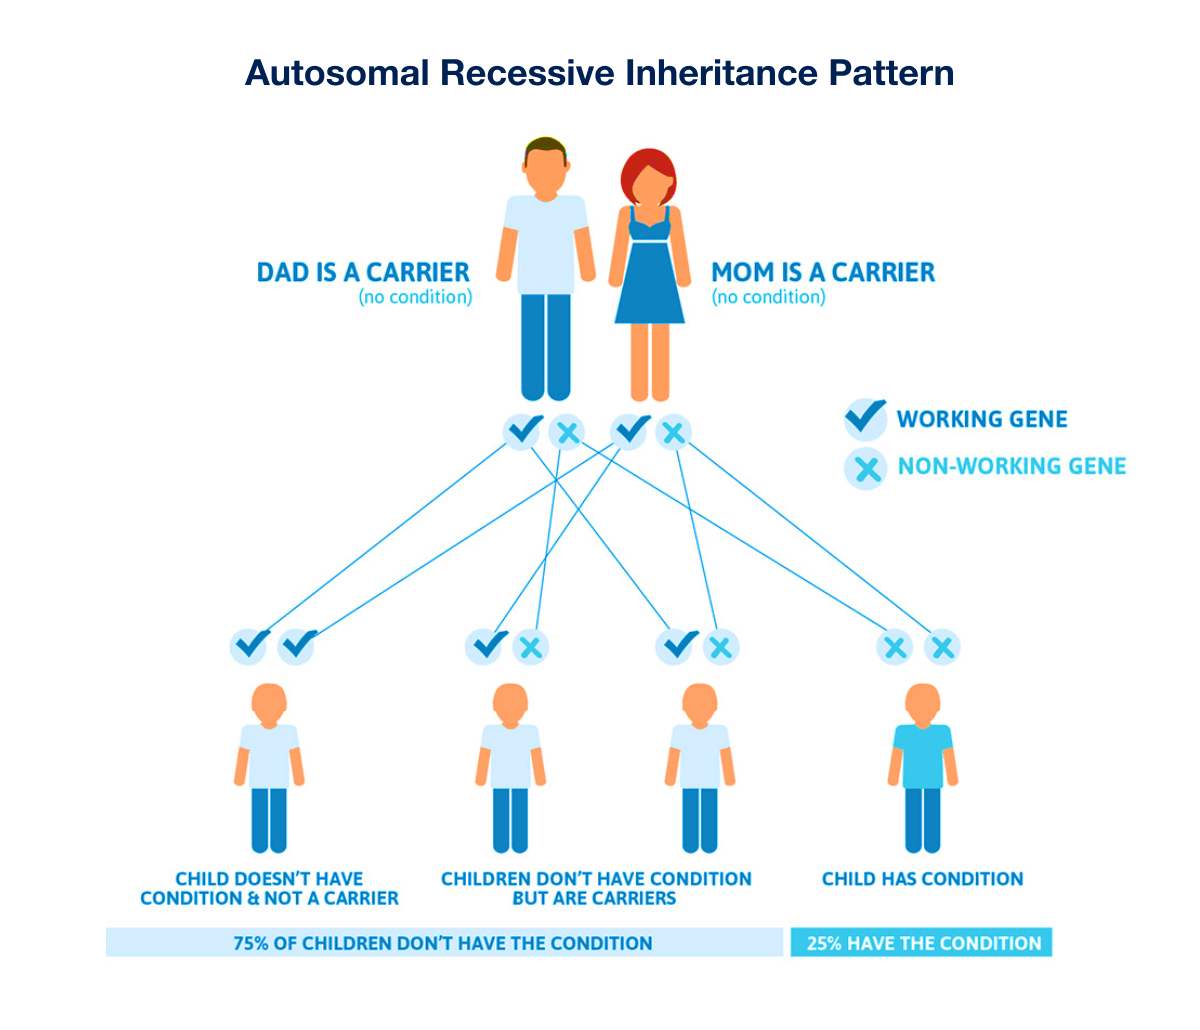 Autosomal Recessive Inheritance Pattern
DAD IS A CARRIER
(no condition)
MOM IS A CARRIER
(no condition)
WORKING GENE
NON-WORKING GENE
CHILD DOESN'T HAVE
CONDITION & NOT A CARRIER
CHILDREN DON'T HAVE CONDITION
BUT ARE CARRIERS
CHILD HAS CONDITION
75% OF CHILDREN DON'T HAVE THE CONDITION
25% HAVE THE CONDITION